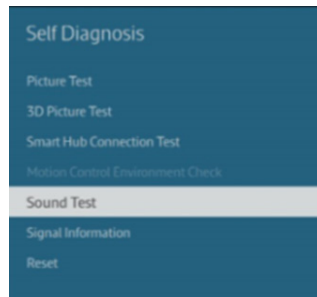 Self Diagnosis
Picture Test
3D Picture Test
Smart Hub Connection Test
Motion Control Environment Check
Sound Test
Signal Information
Reset